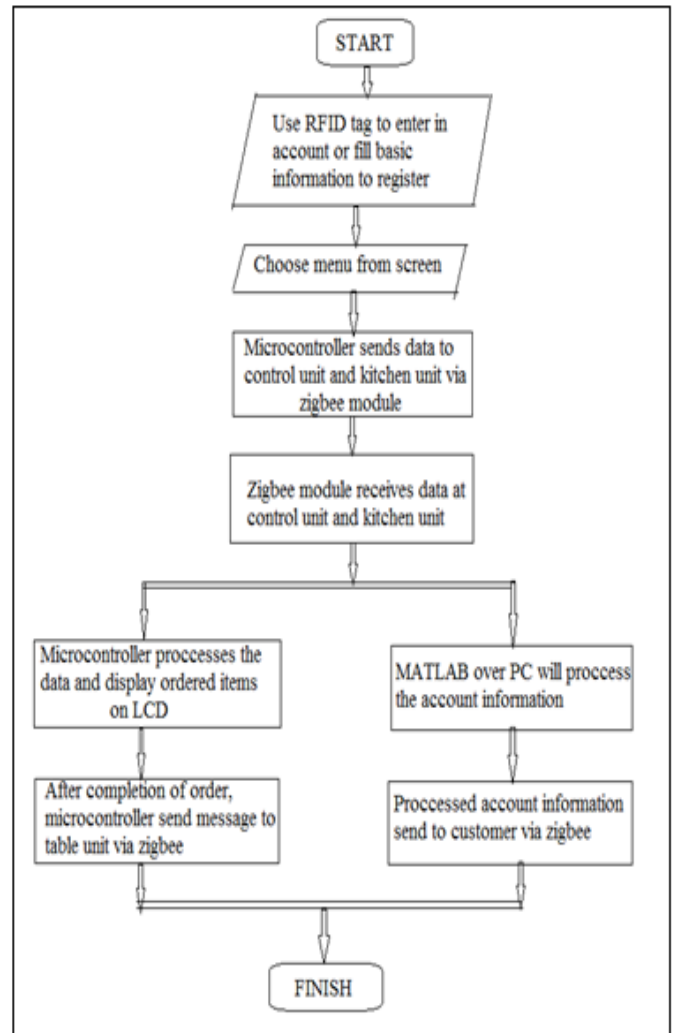 START
Use RFID tag to enter in
account or fill basic
information to register
Choose menu from screen
Microcontroller sends data to
control unit and kitchen unit via
zigbee module
Zigbee module receives data at
control unit and kitchen unit
Microcontroller proccesses the
data and display ordered items
on LCD
After completion of order,
microcontroller send message to
table unit via zigbee
MATLAB over PC will proccess
the account information
Proccessed account information
send to customer via zigbee
FINISH